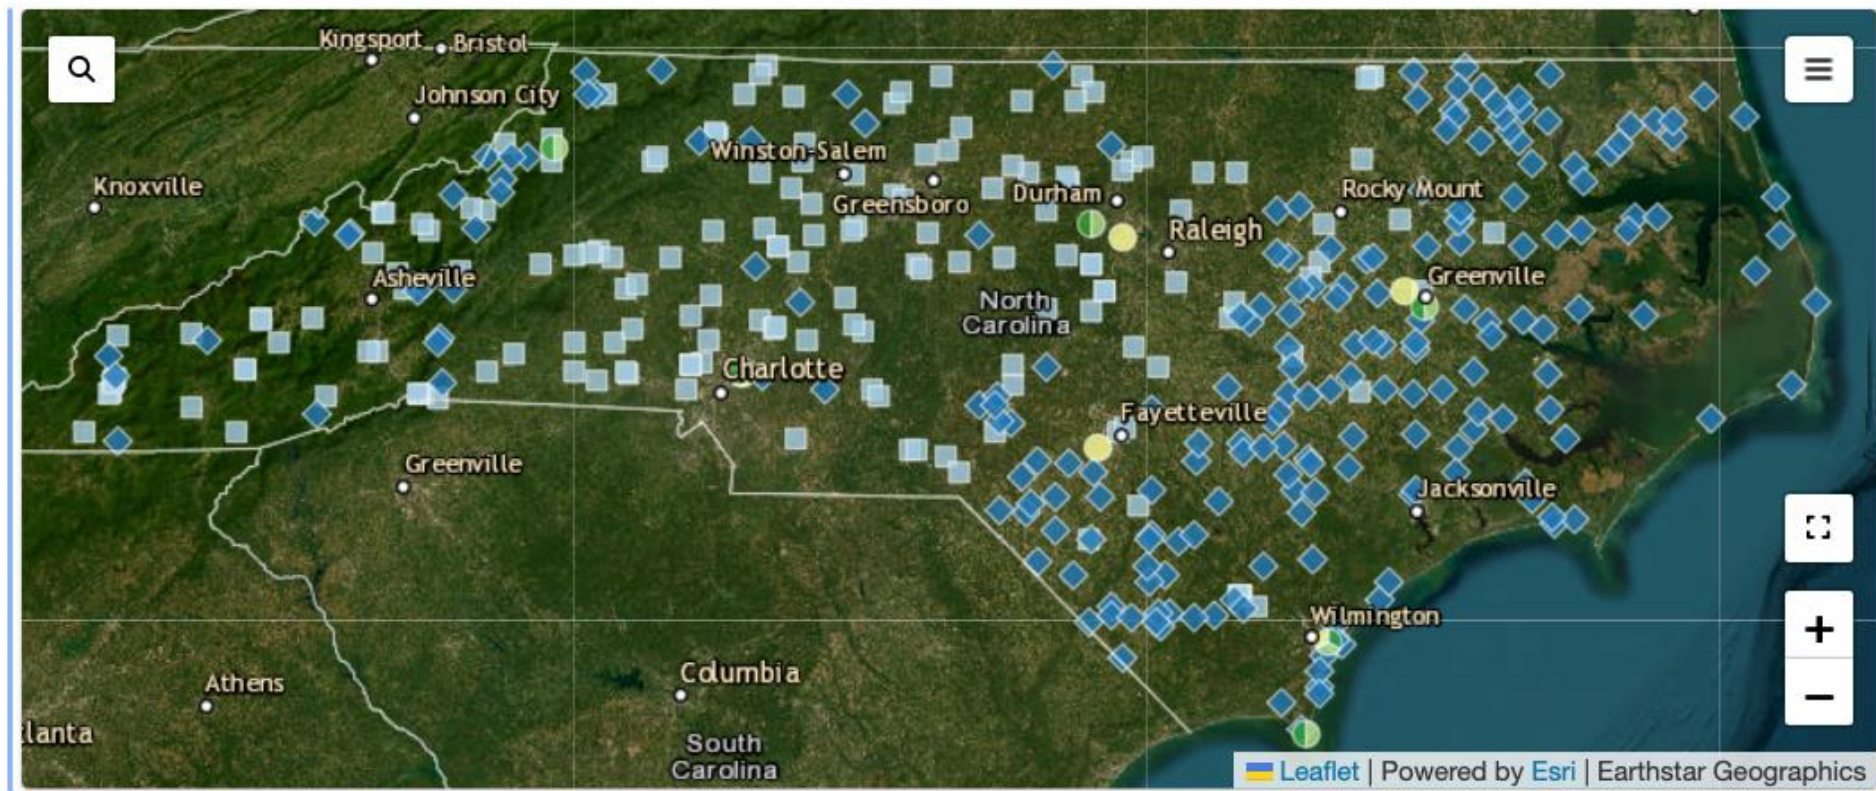 Kingsport
Bristol
Johnson City
Knoxville
Winston-Salem
Greensboro
Durham
Raleigh
Rocky Mount
Asheville
North
Carolina
Greenville
Charlotte
Fayetteville
Greenville
Jacksonville
Wilmington
Columbia
Athens
tlanta
South
Carolina
+
−
Leaflet | Powered by Esri | Earthstar Geographics